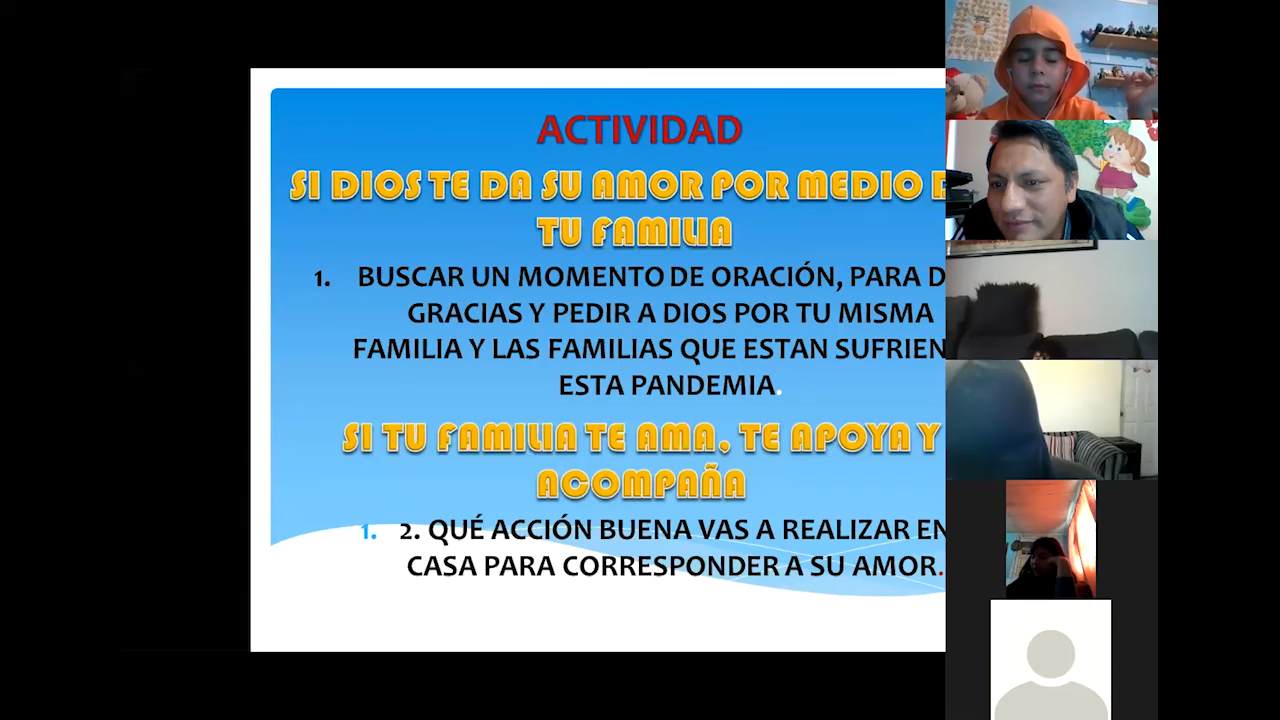 ACTIVIDAD
SI DIOS TE DA SU AMOR POR MEDIO
TU FAMILIA
1. BUSCAR UN MOMENTO DE ORACIÓN, PARA
GRACIAS Y PEDIR A DIOS POR TU MISMA
FAMILIA Y LAS FAMILIAS QUE ESTAN SUFRIEN
ESTA PANDEMIA.
SI TU FAMILIA TE AMA, TE APOYA Y
ACOMPAÑA
1. 2. QUÉ ACCIÓN BUENA VAS A REALIZAR EN
CASA PARA CORRESPONDER A SU AMOR.